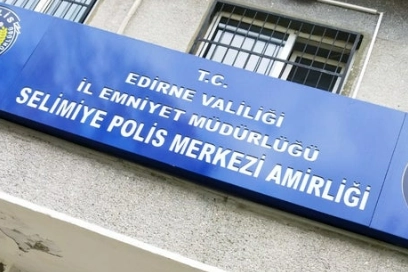 T.C.
EDİRNE VALİLİĞİ
İL EMNİYET MÜDÜRLÜĞÜ
SELİMİYE POLİS MERKEZİ AMİRLİĞİ